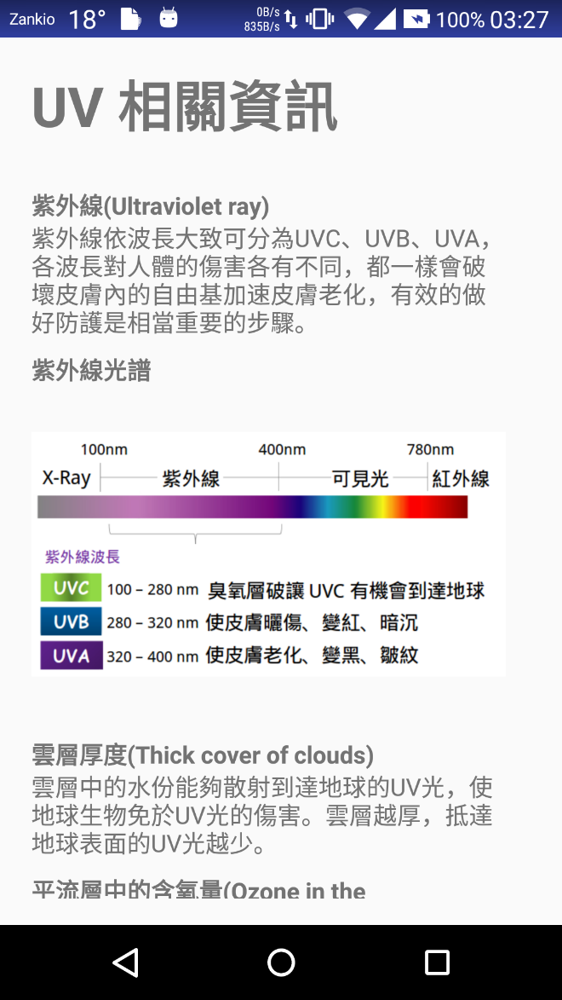 Zankio 18° 0B/s 835B/s 100% 03:27
UV 相關資訊
紫外線(Ultraviolet ray)
紫外線依波長大致可分為UVC、UVB、UVA，
各波長對人體的傷害各有不同，都一樣會破
壞皮膚內的自由基加速皮膚老化，有效的做
好防護是相當重要的步驟。
紫外線光譜
100nm 400nm 780nm
X-Ray 紫外線 可見光 紅外線
紫外線波長
UVC 100 – 280 nm 臭氧層破讓 UVC 有機會到達地球
UVB 280 – 320 nm 使皮膚曬傷、變紅、暗沉
UVA 320 – 400 nm 使皮膚老化、變黑、皺紋
雲層厚度(Thick cover of clouds)
雲層中的水份能夠散射到達地球的UV光，使
地球生物免於UV光的傷害。雲層越厚，抵達
地球表面的UV光越少。
平流層中的含氧量(Ozone in the